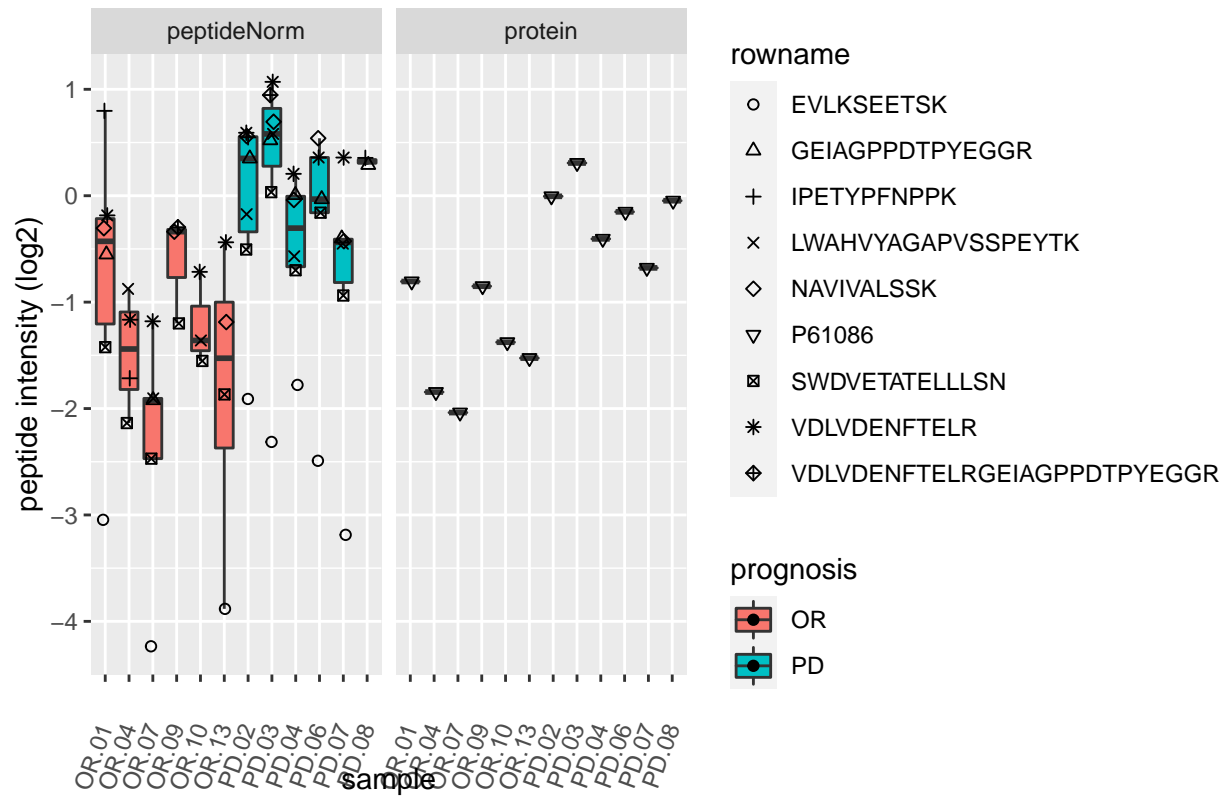 peptideNorm
protein
peptide intensity (log2)
1
0
−1
−2
−3
−4
OR.01
OR.04
OR.07
OR.09
OR.10
OR.13
PD.02
PD.03
PD.04
PD.06
PD.07
PD.08
OR.01
OR.04
OR.07
OR.09
OR.10
OR.13
PD.02
PD.03
PD.04
PD.06
PD.07
PD.08
sample
rowname
EVLKSEETSK
GEIAGPPDTPYEGGR
IPETYPFNPPK
LWAHVYAGAPVSSPEYTK
NAVIVALSSK
P61086
SWDVETATELLLSN
VDLVDENFTELR
VDLVDENFTELRGEIAGPPDTPYEGGR
prognosis
OR
PD